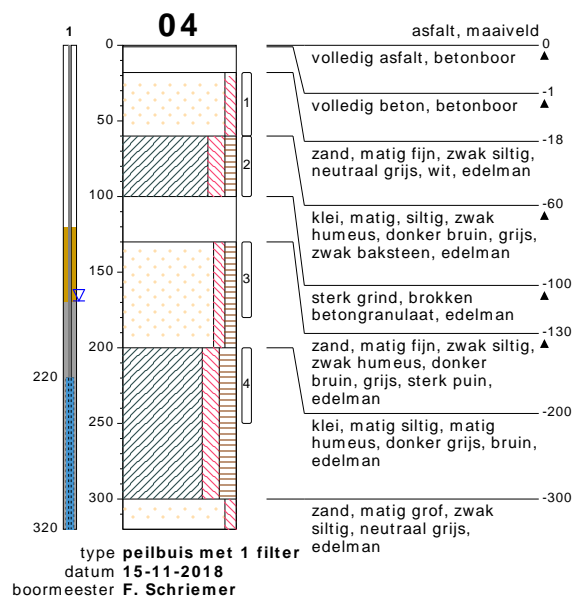 04
1
asfalt, maaiveld
0
0
volledig asfalt, betonboor
-1
volledig beton, betonboor
-18
zand, matig fijn, zwak siltig,
neutraal grijs, wit, edelman
-60
klei, matig, siltig, zwak
humeus, donker bruin, grijs,
zwak baksteen, edelman
-100
sterk grind, brokken
betongranulaat, edelman
-130
zand, matig fijn, zwak siltig,
zwak humeus, donker
bruin, grijs, sterk puin,
edelman
-200
klei, matig siltig, matig
humeus, donker grijs, bruin,
edelman
-300
zand, matig grof, zwak
siltig, neutraal grijs,
edelman
50
100
150
200
250
300
1
2
3
4
220
320
type peilbuis met 1 filter
datum 15-11-2018
boormeester F. Schriemer